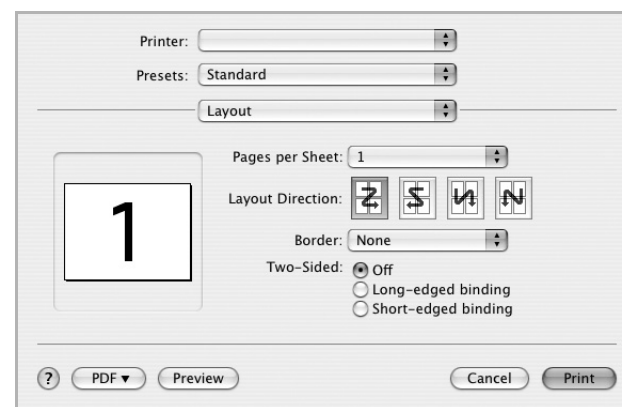 Printer:
Presets: Standard
Layout
Pages per Sheet: 1
1
Layout Direction:
Border: None
Two-Sided: Off
Long-edged binding
Short-edged binding
? PDF▼ Preview Cancel Print